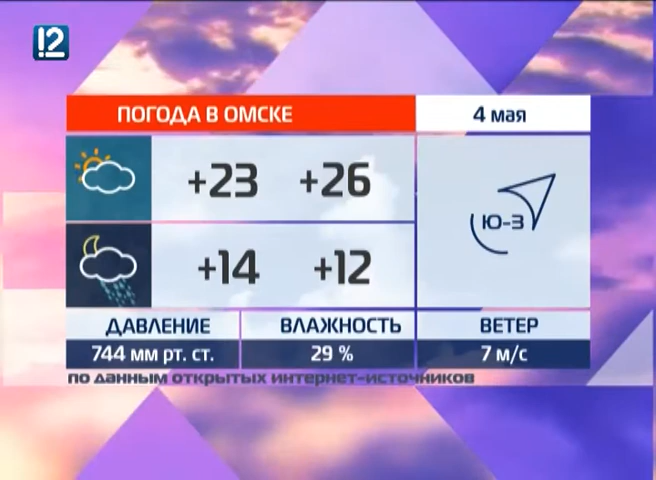 12
ПОГОДА В ОМСКЕ
4 мая
+23 +26
Ю-З
+14 +12
ДАВЛЕНИЕ ВЛАЖНОСТЬ ВЕТЕР
744 мм рт. ст. 29 % 7 м/с
по данным открытых интернет-источников